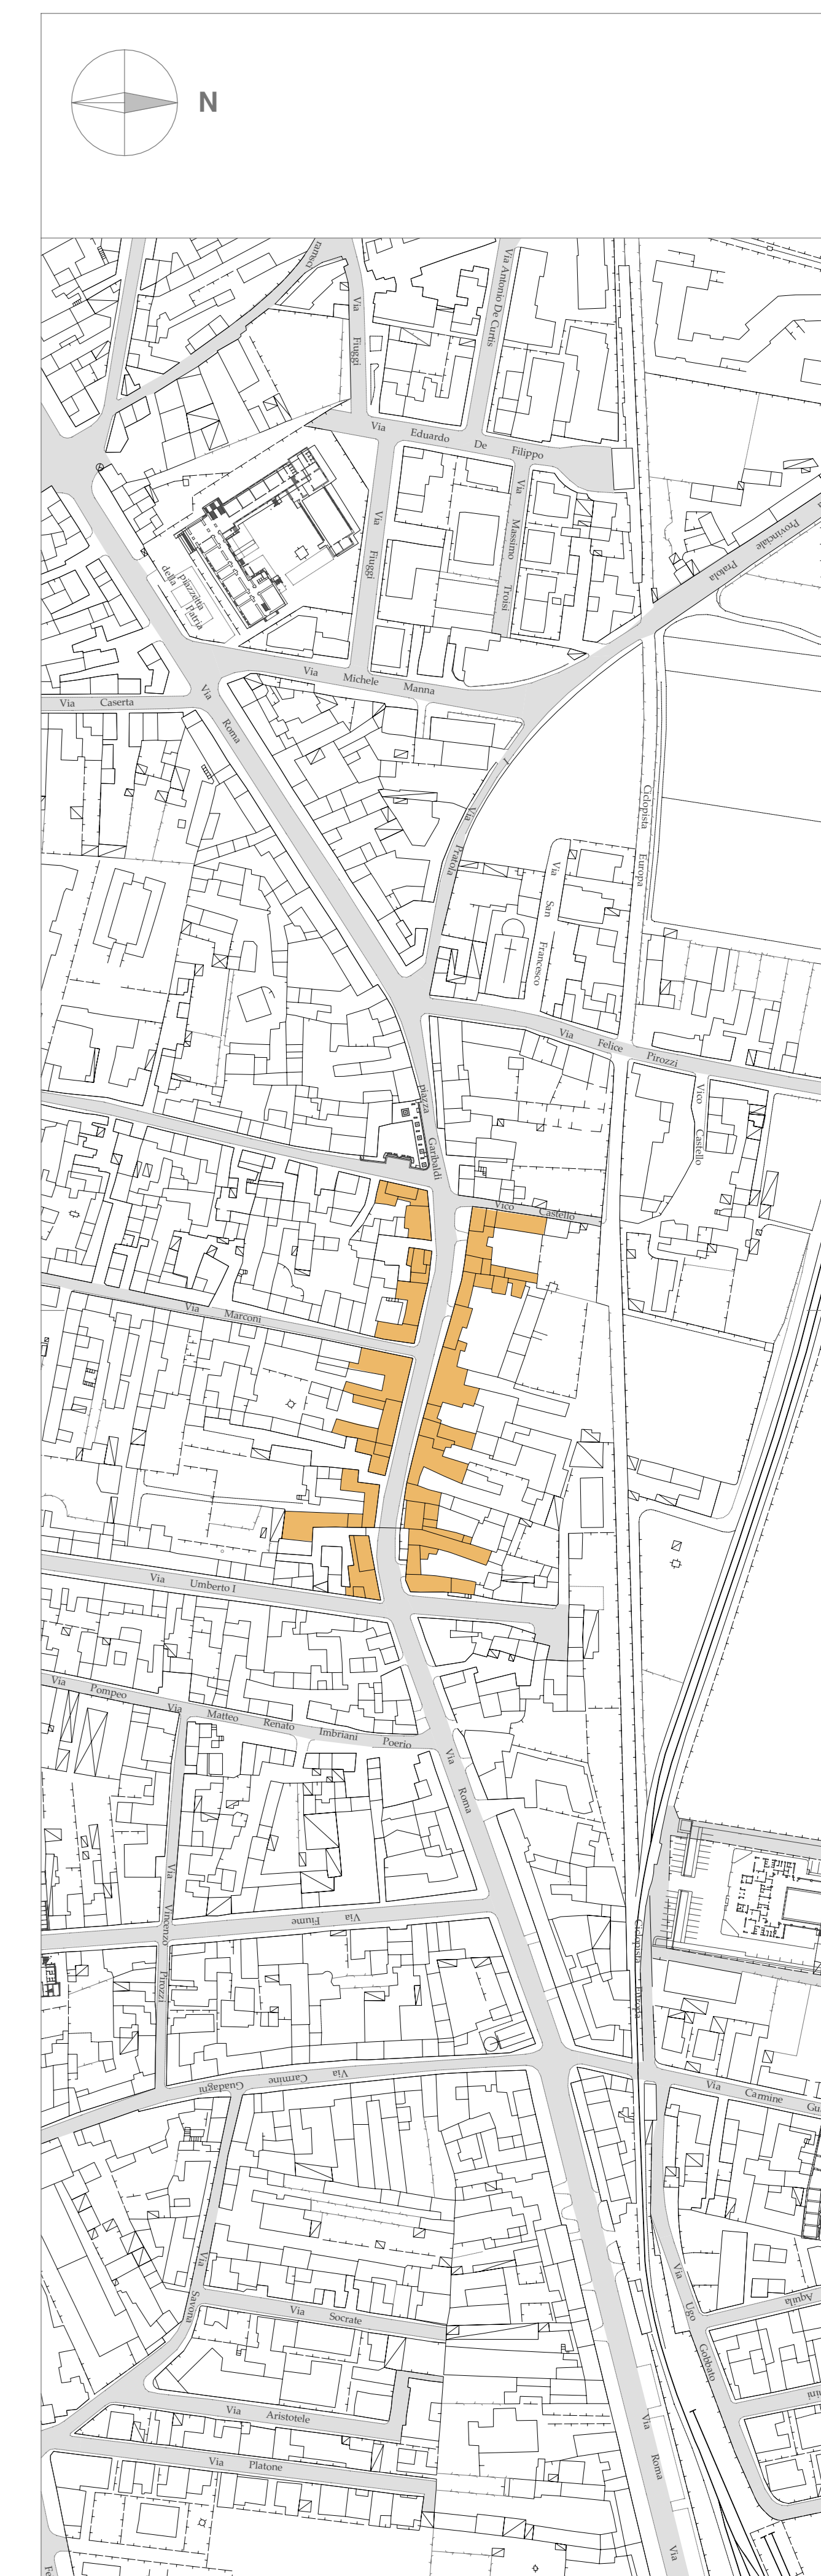 N
Via
Fiuggi
Via Antonio De Curtis
Via Eduardo De Filippo
Via
Fiuggi
Via
Massimo
Troisi
Provinciale
Pratola
piazzetta
della Patria
Via Michele Manna
Via Caserta
Via
Roma
Via
Pratola
Ciclopista
Europa
Via
San
Francesco
Via Felice Pirozzi
Vico
Castello
piazza
Garibaldi
Vico Castello
Via Marconi
Via Umberto I
Via Pompeo
Via Matteo Renato Imbriani Poerio
Via
Roma
Via
Vincenzo
Pirozzi
Via Fiume
Ciclopista
Europa
Via Carmine Guadagni
Via Carmine Gu
Via
Savona
Via Socrate
Via
Ugo
Gobbato
Aquila
Via Aristotele
Via
Roma
Via
Via Platone